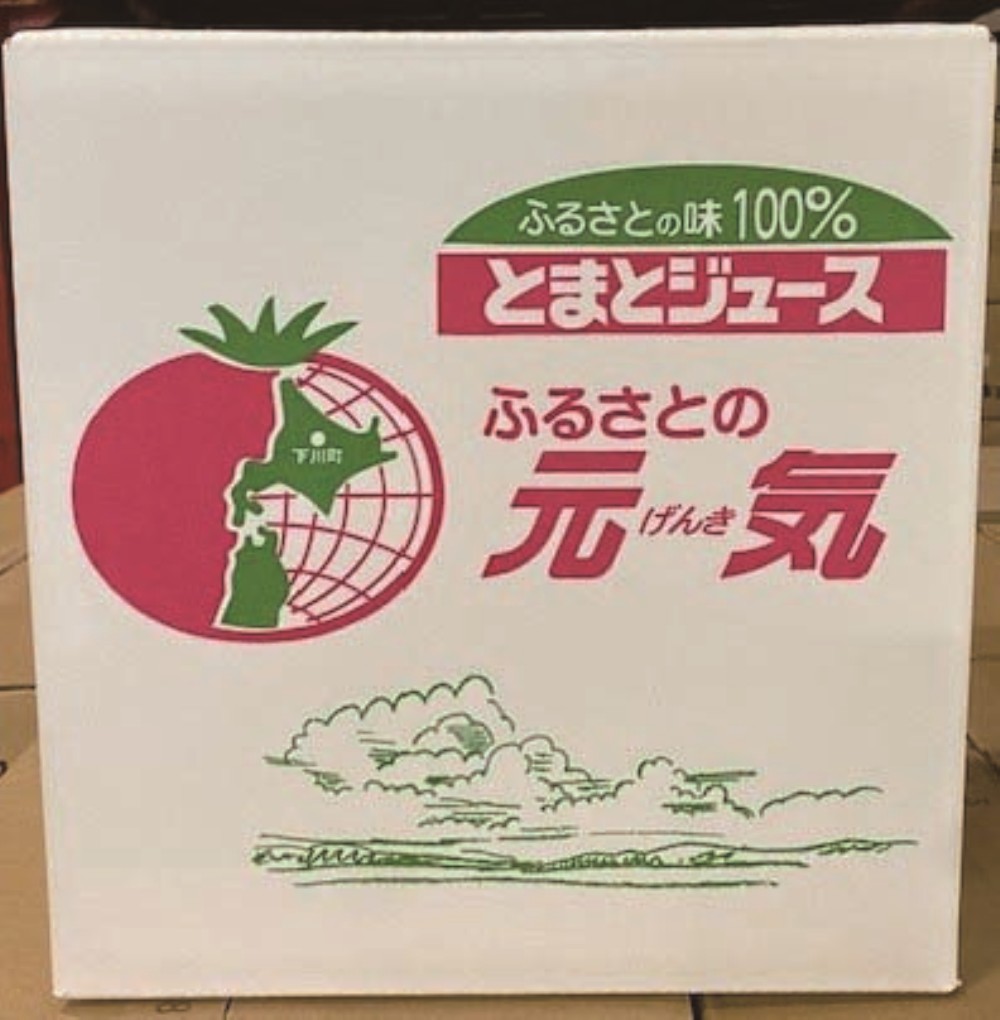 ふるさとの味100%
とまとジュース
ふるさとの
元げんき気
下川町